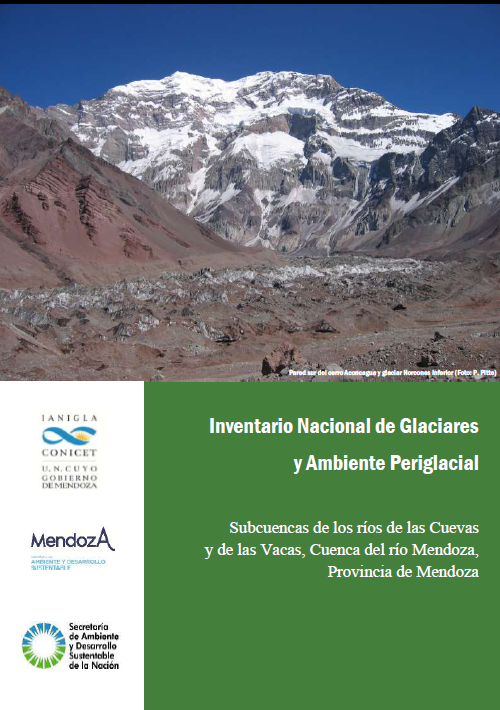 Pared sur del cerro Aconcagua y glaciar Horcones Inferior (Foto: P. Pitte)
IANIGLA
CONICET
U.N.CUYO
GOBIERNO
DE MENDOZA
MendozA
AMBIENTE Y DESARROLLO
SUSTENTABLE
Secretaría
de Ambiente
y Desarrollo
Sustentable
de la Nación
Inventario Nacional de Glaciares
y Ambiente Periglacial
Subcuencas de los ríos de las Cuevas
y de las Vacas, Cuenca del río Mendoza,
Provincia de Mendoza